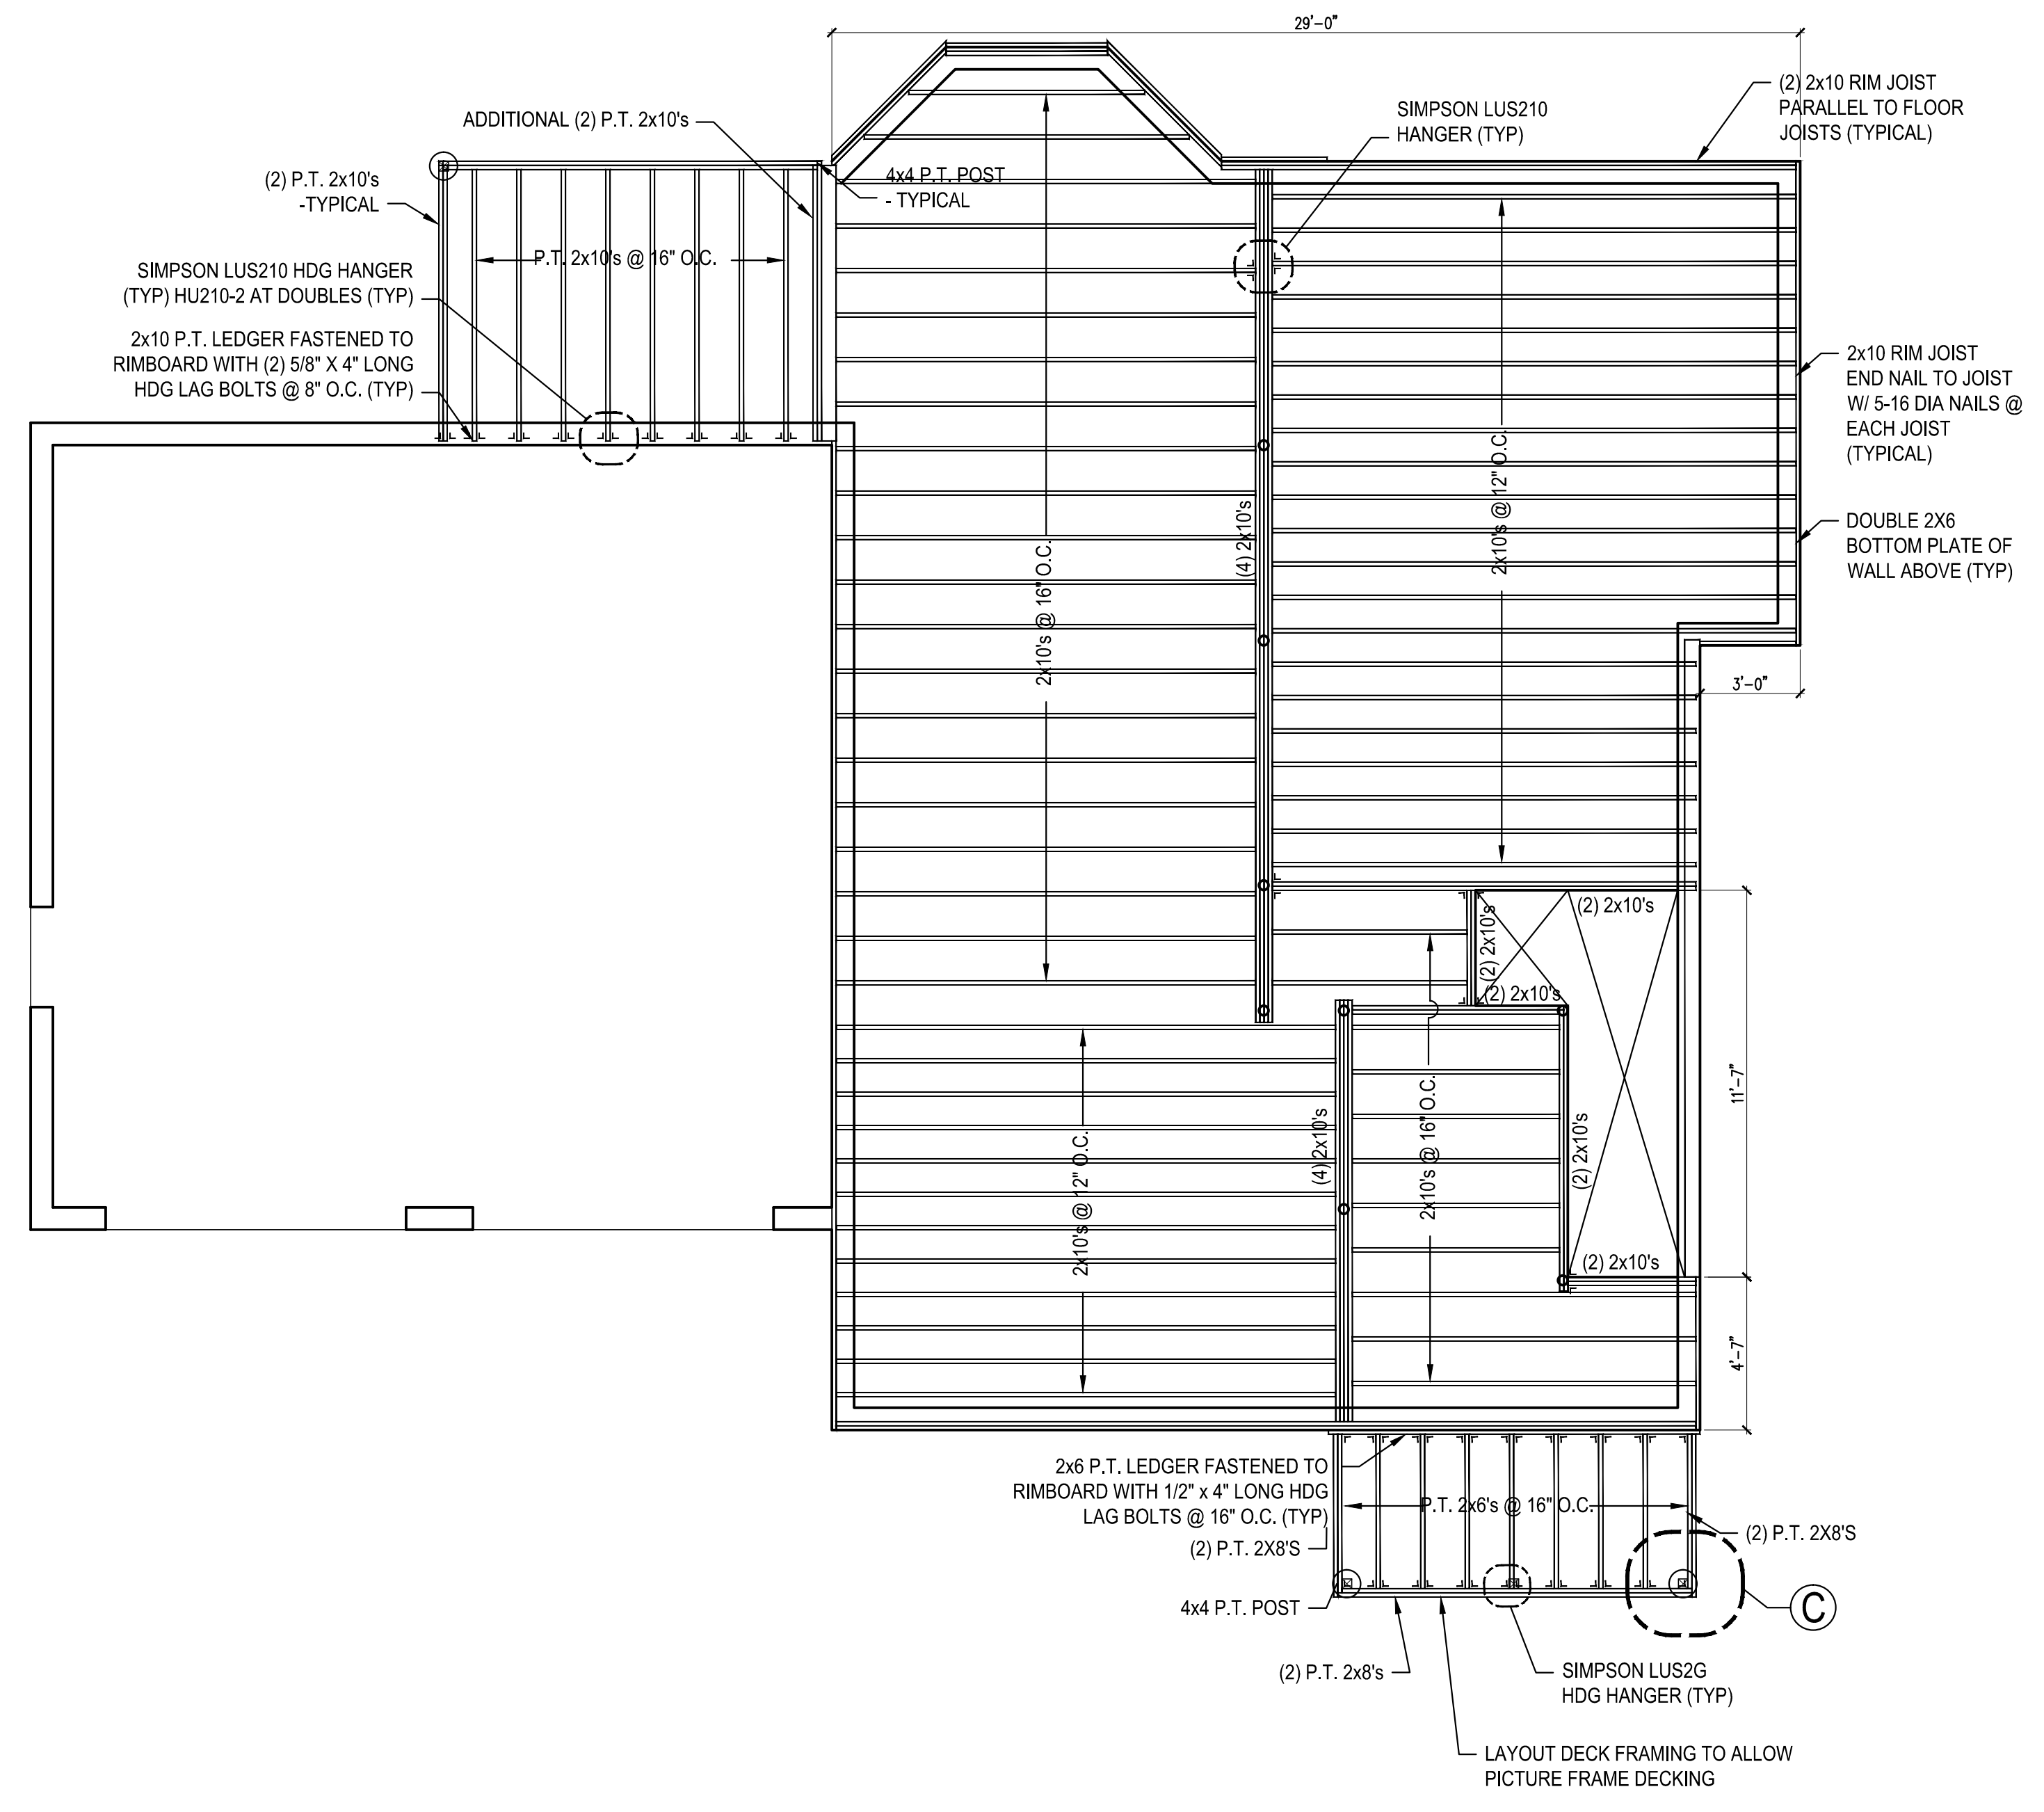 29'-0"
(2) 2x10 RIM JOIST
PARALLEL TO FLOOR
JOISTS (TYPICAL)
SIMPSON LUS210
HANGER (TYP)
ADDITIONAL (2) P.T. 2x10's
(2) P.T. 2x10's
-TYPICAL
4x4 P.T. POST
- TYPICAL
P.T. 2x10's @ 16" O.C.
SIMPSON LUS210 HDG HANGER
(TYP) HU210-2 AT DOUBLES (TYP)
2x10 P.T. LEDGER FASTENED TO
RIMBOARD WITH (2) 5/8" X 4" LONG
HDG LAG BOLTS @ 8" O.C. (TYP)
2x10 RIM JOIST
END NAIL TO JOIST
W/ 5-16 DIA NAILS @
EACH JOIST
(TYPICAL)
DOUBLE 2X6
BOTTOM PLATE OF
WALL ABOVE (TYP)
2x10's @ 16" O.C.
(4) 2x10's
2x10's @ 12" O.C.
3'-0"
(2) 2x10's
(2) 2x10's
(2) 2x10's
11'-7"
2x10's @ 12" O.C.
(4) 2x10's
2x10's @ 16" O.C.
(2) 2x10's
(2) 2x10's
4'-7"
2x6 P.T. LEDGER FASTENED TO
RIMBOARD WITH 1/2" x 4" LONG HDG
LAG BOLTS @ 16" O.C. (TYP)
(2) P.T. 2X8'S
P.T. 2x6's @ 16" O.C.
(2) P.T. 2X8'S
4x4 P.T. POST
C
(2) P.T. 2x8's
SIMPSON LUS2G
HDG HANGER (TYP)
LAYOUT DECK FRAMING TO ALLOW
PICTURE FRAME DECKING